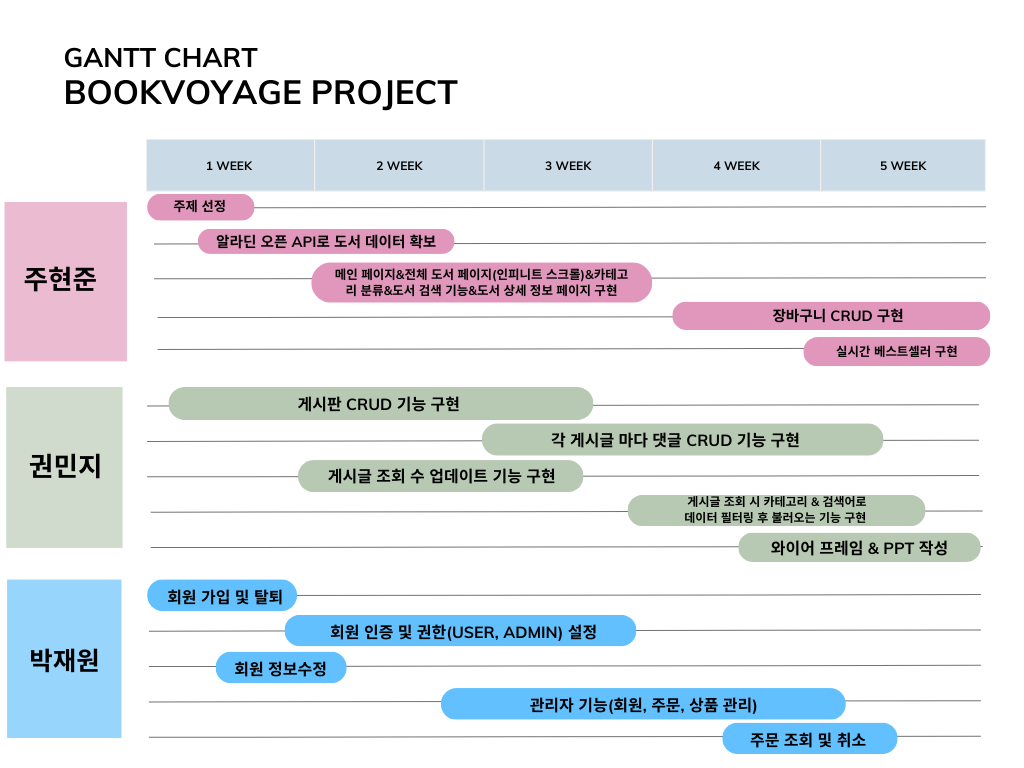 GANTT CHART
BOOKVOYAGE PROJECT
1 WEEK
2 WEEK
3 WEEK
4 WEEK
5 WEEK
주현준
주제 선정
알라딘 오픈 API로 도서 데이터 확보
메인 페이지&전체 도서 페이지(인피니트 스크롤)&카테고
리 분류&도서 검색 기능&도서 상세 정보 페이지 구현
장바구니 CRUD 구현
실시간 베스트셀러 구현
권민지
게시판 CRUD 기능 구현
각 게시글 마다 댓글 CRUD 기능 구현
게시글 조회 수 업데이트 기능 구현
게시글 조회 시 카테고리 & 검색어로
데이터 필터링 후 불러오는 기능 구현
와이어 프레임 & PPT 작성
박재원
회원 가입 및 탈퇴
회원 인증 및 권한(USER, ADMIN) 설정
회원 정보수정
관리자 기능(회원, 주문, 상품 관리)
주문 조회 및 취소